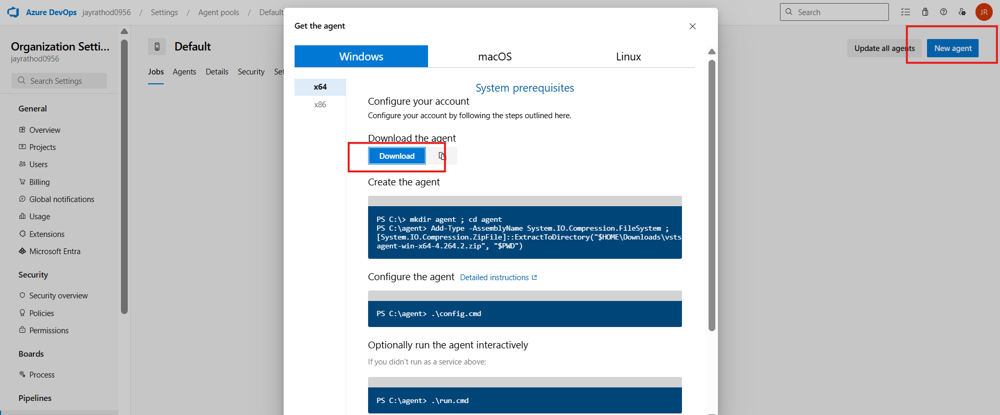 Azure DevOps jayrathod0956 / Settings / Agent pools / Default
Search
JR
Organization Setti...
jayrathod0956
Search Settings
General
Overview
Projects
Users
Billing
Global notifications
Usage
Extensions
Microsoft Entra
Security
Security overview
Policies
Permissions
Boards
Process
Pipelines
Default
Jobs Agents Details Security Set
Update all agents New agent
Get the agent
Windows macOS Linux
x64
x86
System prerequisites
Configure your account
Configure your account by following the steps outlined here.
Download the agent
Download
Create the agent
PS C:\> mkdir agent ; cd agent
PS C:\agent> Add-Type -AssemblyName System.IO.Compression.FileSystem ;
[System.IO.Compression.ZipFile]::ExtractToDirectory("$HOME\Downloads\vsts
agent-win-x64-4.264.2.zip", "$PWD")
Configure the agent Detailed instructions
PS C:\agent> .\config.cmd
Optionally run the agent interactively
If you didn't run as a service above:
PS C:\agent> .\run.cmd